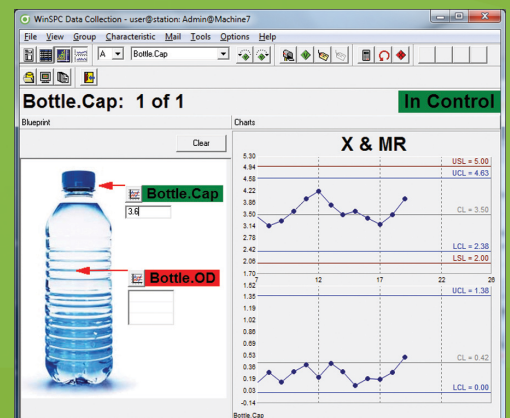 WinSPC Data Collection - user@station: Admin@Machine7
File View Group Characteristic Mail Tools Options Help
A Bottle.Cap
Bottle.Cap: 1 of 1 In Control
Blueprint Charts
Clear
Bottle.Cap
3.6
Bottle.OD
X & MR
5.30
4.94
4.58
4.22
3.86
3.50
3.14
2.78
2.42
2.06
1.70
USL = 5.00
UCL = 4.63
CL = 3.50
LCL = 2.38
LSL = 2.00
12 17 22 26
1.52
1.35
1.19
1.02
0.86
0.69
0.53
0.36
0.19
0.03
-0.14
UCL = 1.38
CL = 0.42
LCL = 0.00
Bottle.Cap